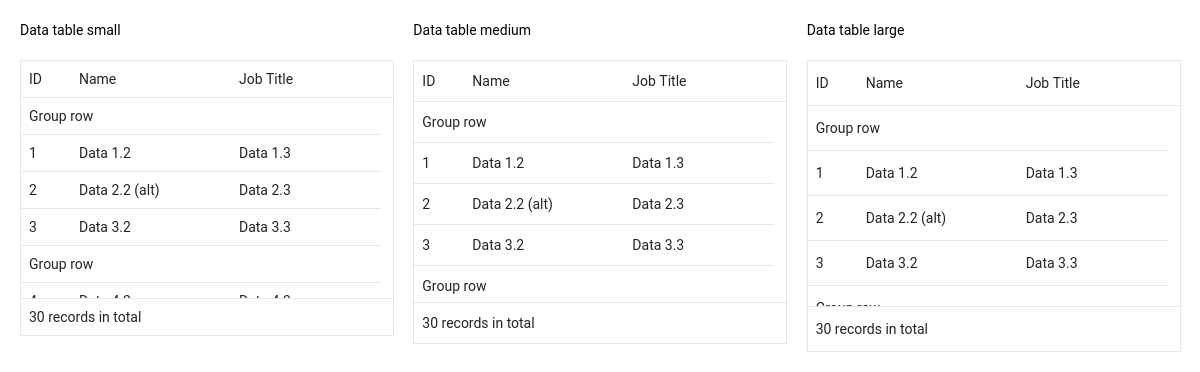 Data table small
ID Name Job Title
Group row
1 Data 1.2 Data 1.3
2 Data 2.2 (alt) Data 2.3
3 Data 3.2 Data 3.3
Group row
30 records in total
Data table medium
ID Name Job Title
Group row
1 Data 1.2 Data 1.3
2 Data 2.2 (alt) Data 2.3
3 Data 3.2 Data 3.3
Group row
30 records in total
Data table large
ID Name Job Title
Group row
1 Data 1.2 Data 1.3
2 Data 2.2 (alt) Data 2.3
3 Data 3.2 Data 3.3
30 records in total